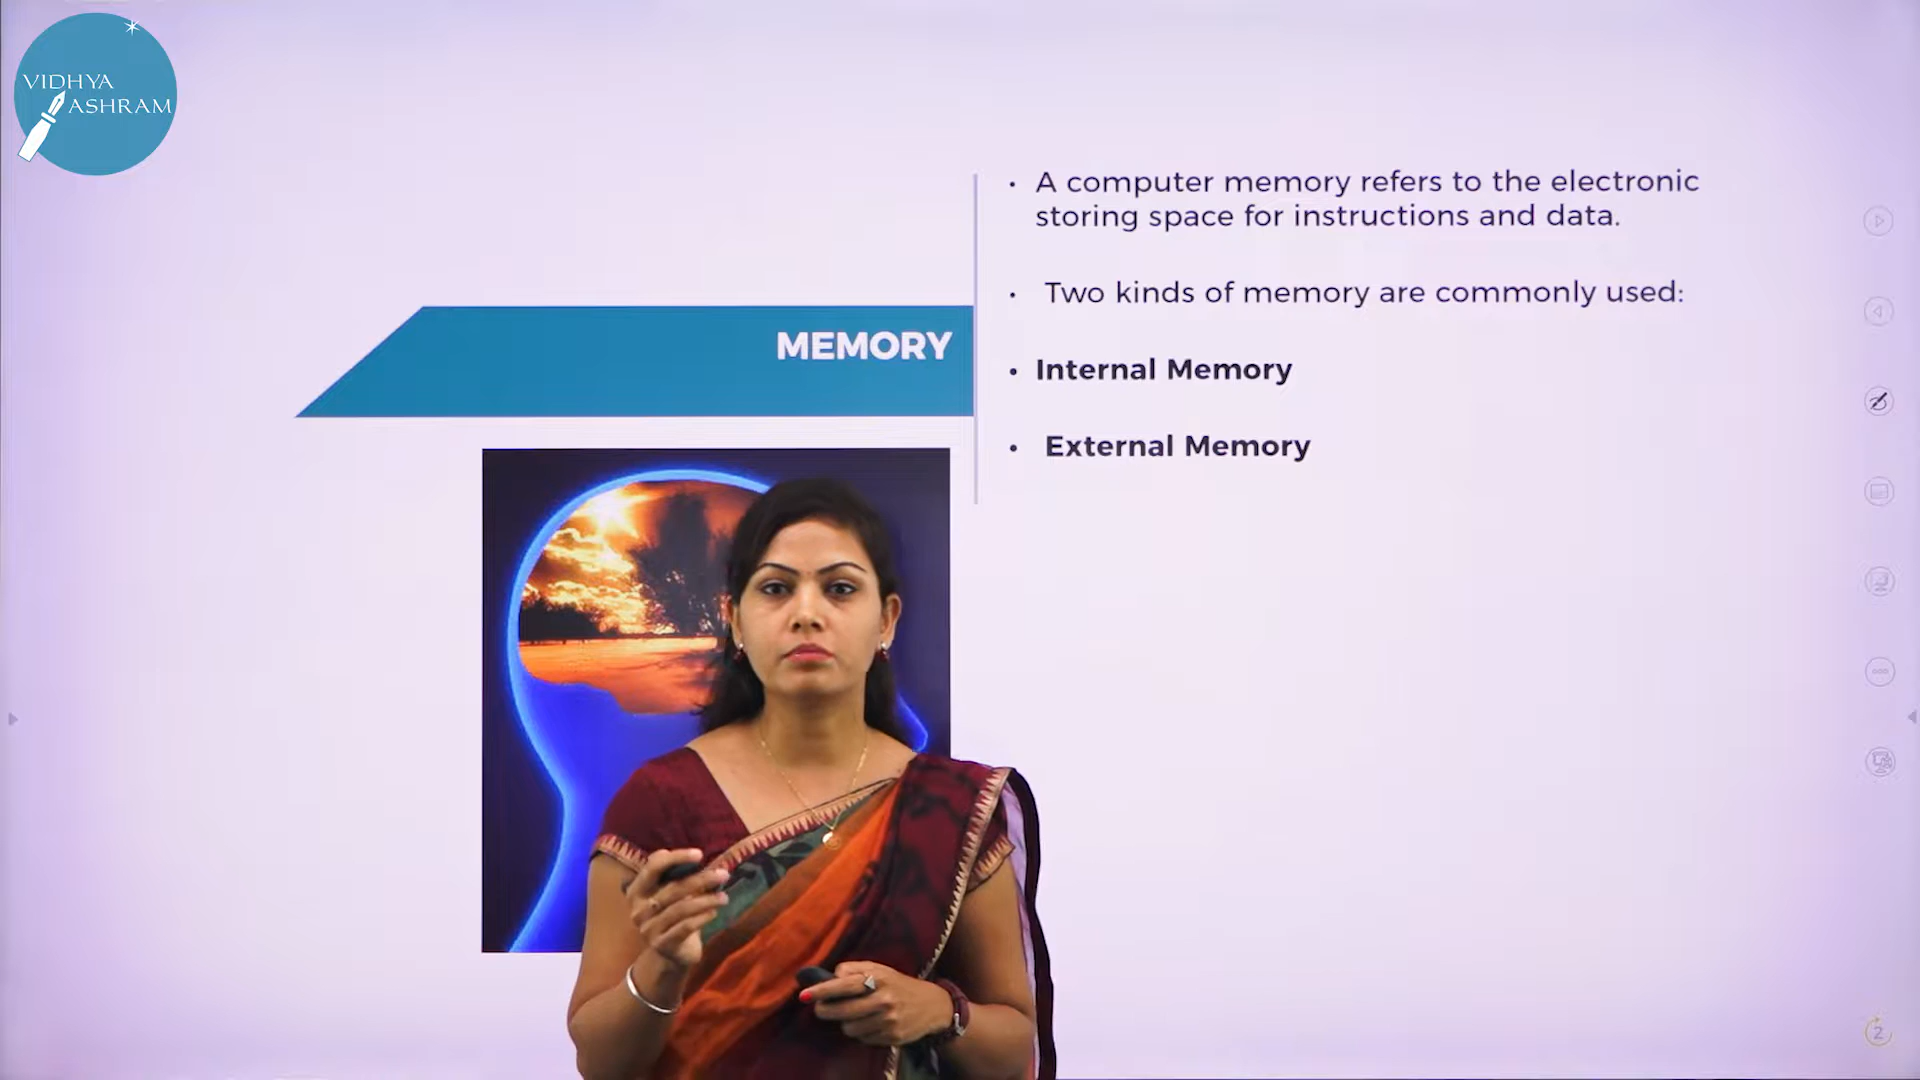 VIDHYA
ASHRAM
MEMORY
• A computer memory refers to the electronic
storing space for instructions and data.
• Two kinds of memory are commonly used:
• Internal Memory
• External Memory
2